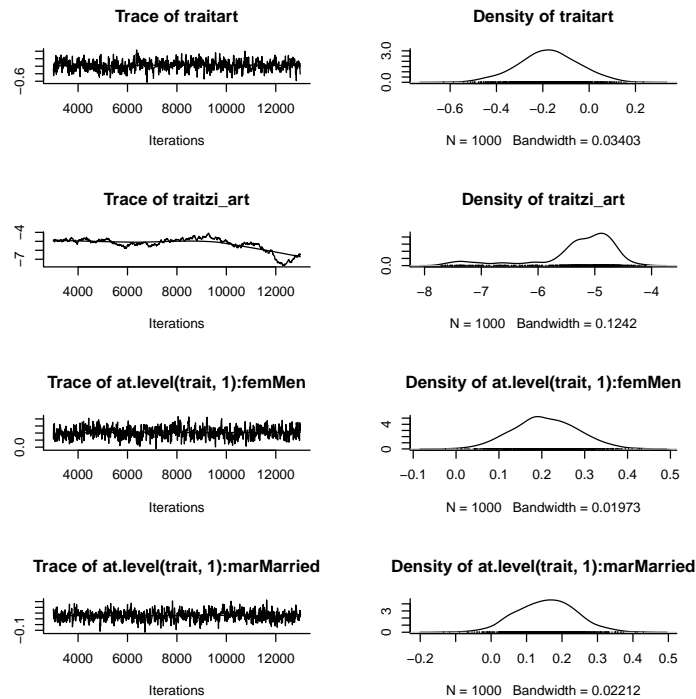 Trace of traitart
Density of traitart
−0.6
4000 6000 8000 10000 12000
Iterations
0.0 3.0
−0.6 −0.4 −0.2 0.0 0.2
N = 1000 Bandwidth = 0.03403
Trace of traitzi_art
Density of traitzi_art
−7 −4
4000 6000 8000 10000 12000
Iterations
0.0
−8 −7 −6 −5 −4
N = 1000 Bandwidth = 0.1242
Trace of at.level(trait, 1):femMen
Density of at.level(trait, 1):femMen
0.0
4000 6000 8000 10000 12000
Iterations
0 4
−0.1 0.0 0.1 0.2 0.3 0.4 0.5
N = 1000 Bandwidth = 0.01973
Trace of at.level(trait, 1):marMarried
Density of at.level(trait, 1):marMarried
−0.1
4000 6000 8000 10000 12000
Iterations
0 3
−0.2 0.0 0.2 0.4
N = 1000 Bandwidth = 0.02212